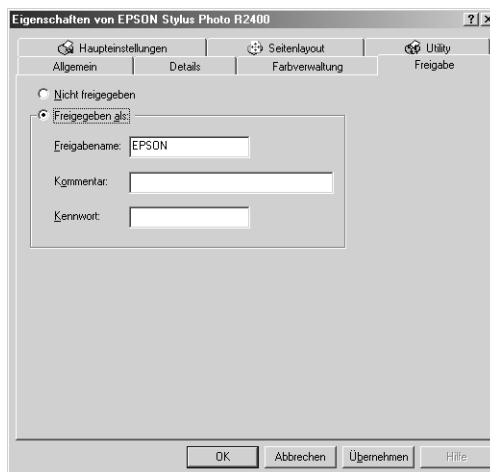 Eigenschaften von EPSON Stylus Photo R2400
Haupteinstellungen Seitenlayout Utility
Allgemein Details Farbverwaltung Freigabe
Nicht freigegeben
Freigegeben als:
Freigabename: EPSON
Kommentar:
Kennwort:
OK Abbrechen Übernehmen Hilfe